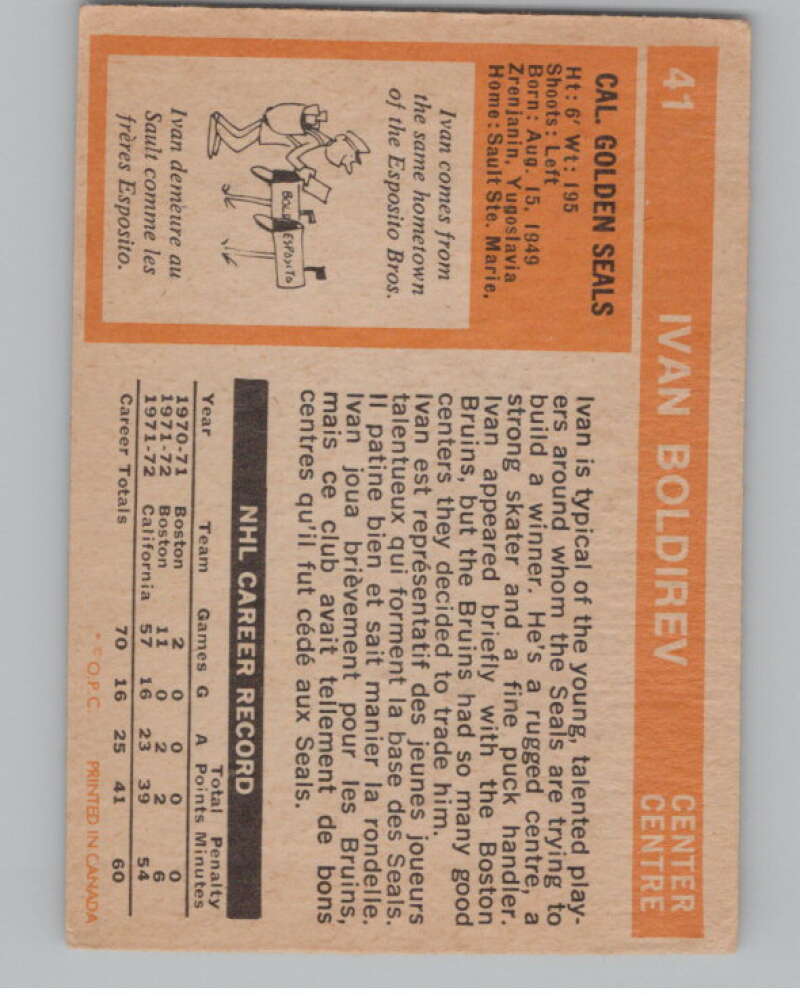 41 IVAN BOLDIREV CENTER
CENTRE
CAL. GOLDEN SEALS
Ht: 6' Wt: 195
Shoots: Left
Born: Aug. 15, 1949
Zrenjanin, Yugoslavia
Home: Sault Ste. Marie,
Ivan comes from
the same hometown
of the Esposito Bros.
BOLD
ESPOSITO
Ivan demeure au
Sault comme les
frères Esposito.
Ivan is typical of the young, talented play-
ers around whom the Seals are trying to
build a winner. He's a rugged centre, a
strong skater and a fine puck handler.
Ivan appeared briefly with the Boston
Bruins, but the Bruins had so many good
centers they decided to trade him.
Ivan est représentatif des jeunes joueurs
talentueux qui forment la base des Seals.
Il patine bien et sait manier la rondelle.
Ivan joua brièvement pour les Bruins,
mais ce club avait tellement de bons
centres qu'il fut cédé aux Seals.
NHL CAREER RECORD
Total Penalty
Year Team Games G A Points Minutes
1970-71 Boston 2 0 0 0 0
1971-72 Boston 11 0 2 2 6
1971-72 California 57 16 23 39 54
Career Totals 70 16 25 41 60
* © O.P.C. PRINTED IN CANADA